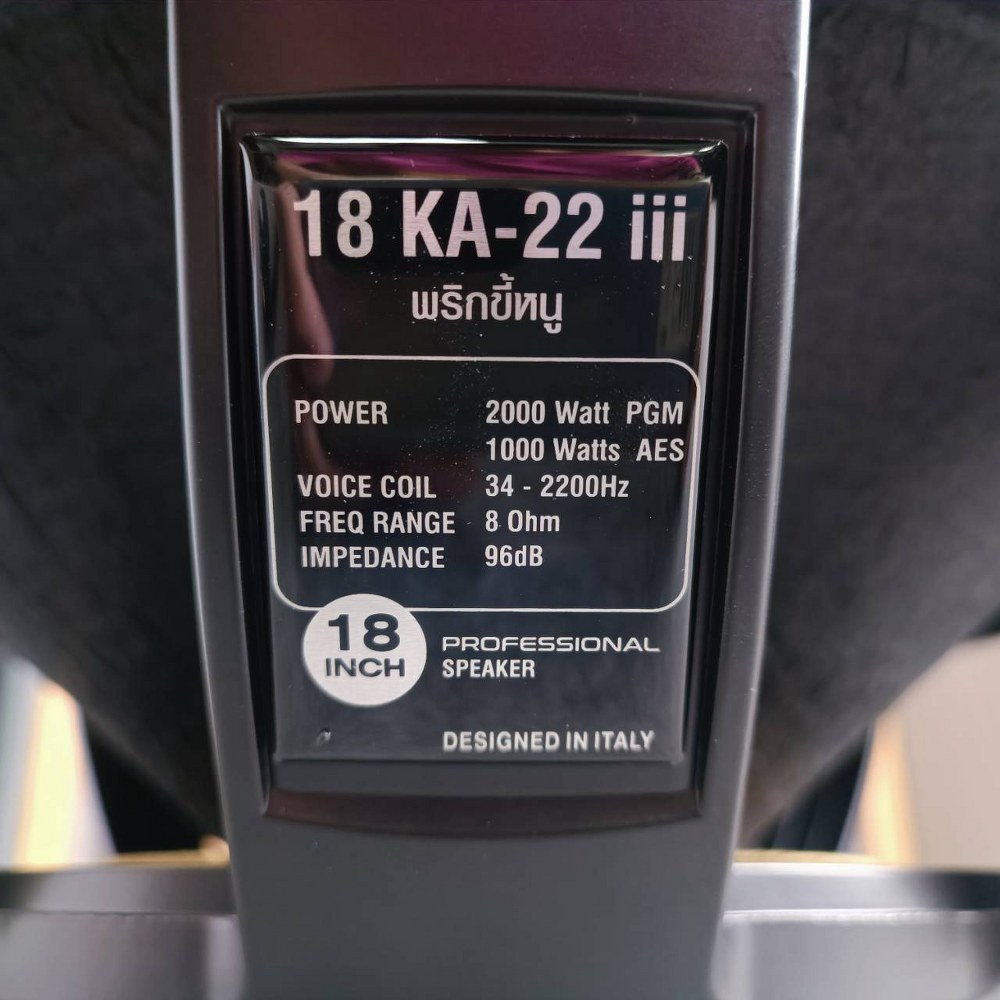 18 KA-22 iii
พริกขี้หนู
POWER 2000 Watt PGM
1000 Watts AES
VOICE COIL 34 - 2200Hz
FREQ RANGE 8 Ohm
IMPEDANCE 96dB
18 INCH
PROFESSIONAL
SPEAKER
DESIGNED IN ITALY